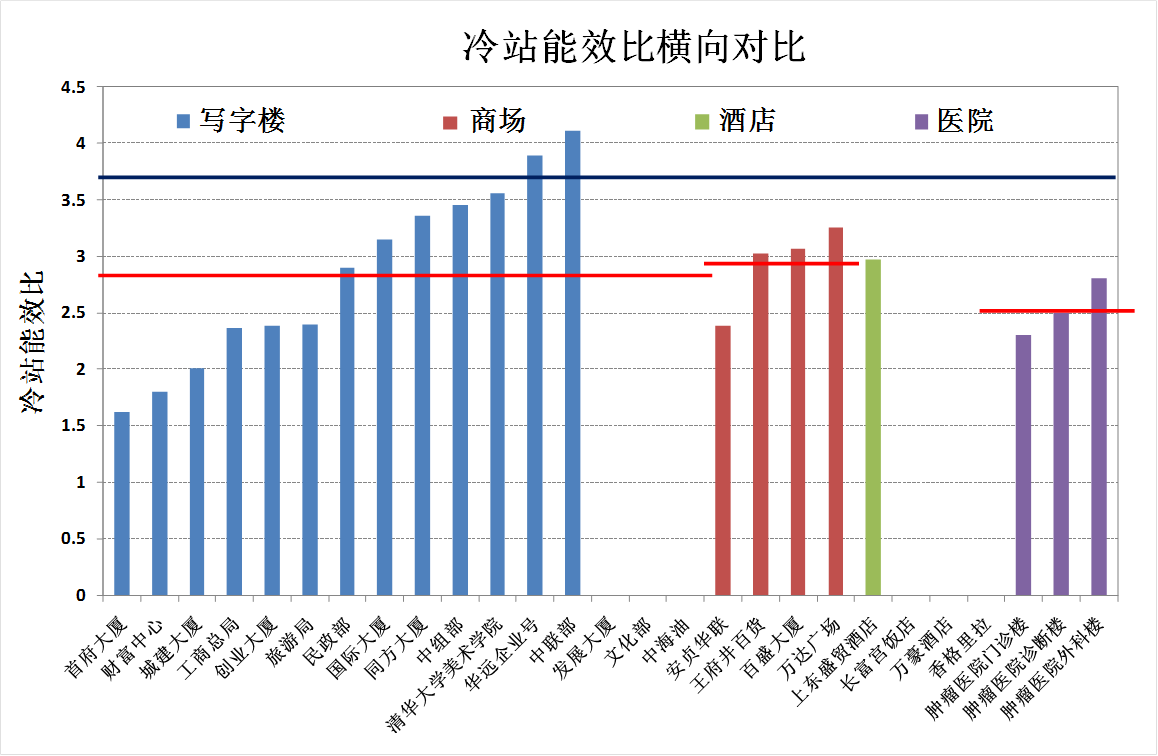 冷站能效比横向对比
写字楼
商场
酒店
医院
冷站能效比
4.5
4
3.5
3
2.5
2
1.5
1
0.5
0
首府大厦
财富中心
城建大厦
工商总局
创业大厦
旅游局
民政部
国际大厦
同方大厦
中组部
清华大学美术学院
华远企业号
中联部
发展大厦
文化部
中海油
安贞华联
王府井百货
百盛大厦
万达广场
上东盛贸酒店
长富宫饭店
万豪酒店
香格里拉
肿瘤医院门诊楼
肿瘤医院诊断楼
肿瘤医院外科楼